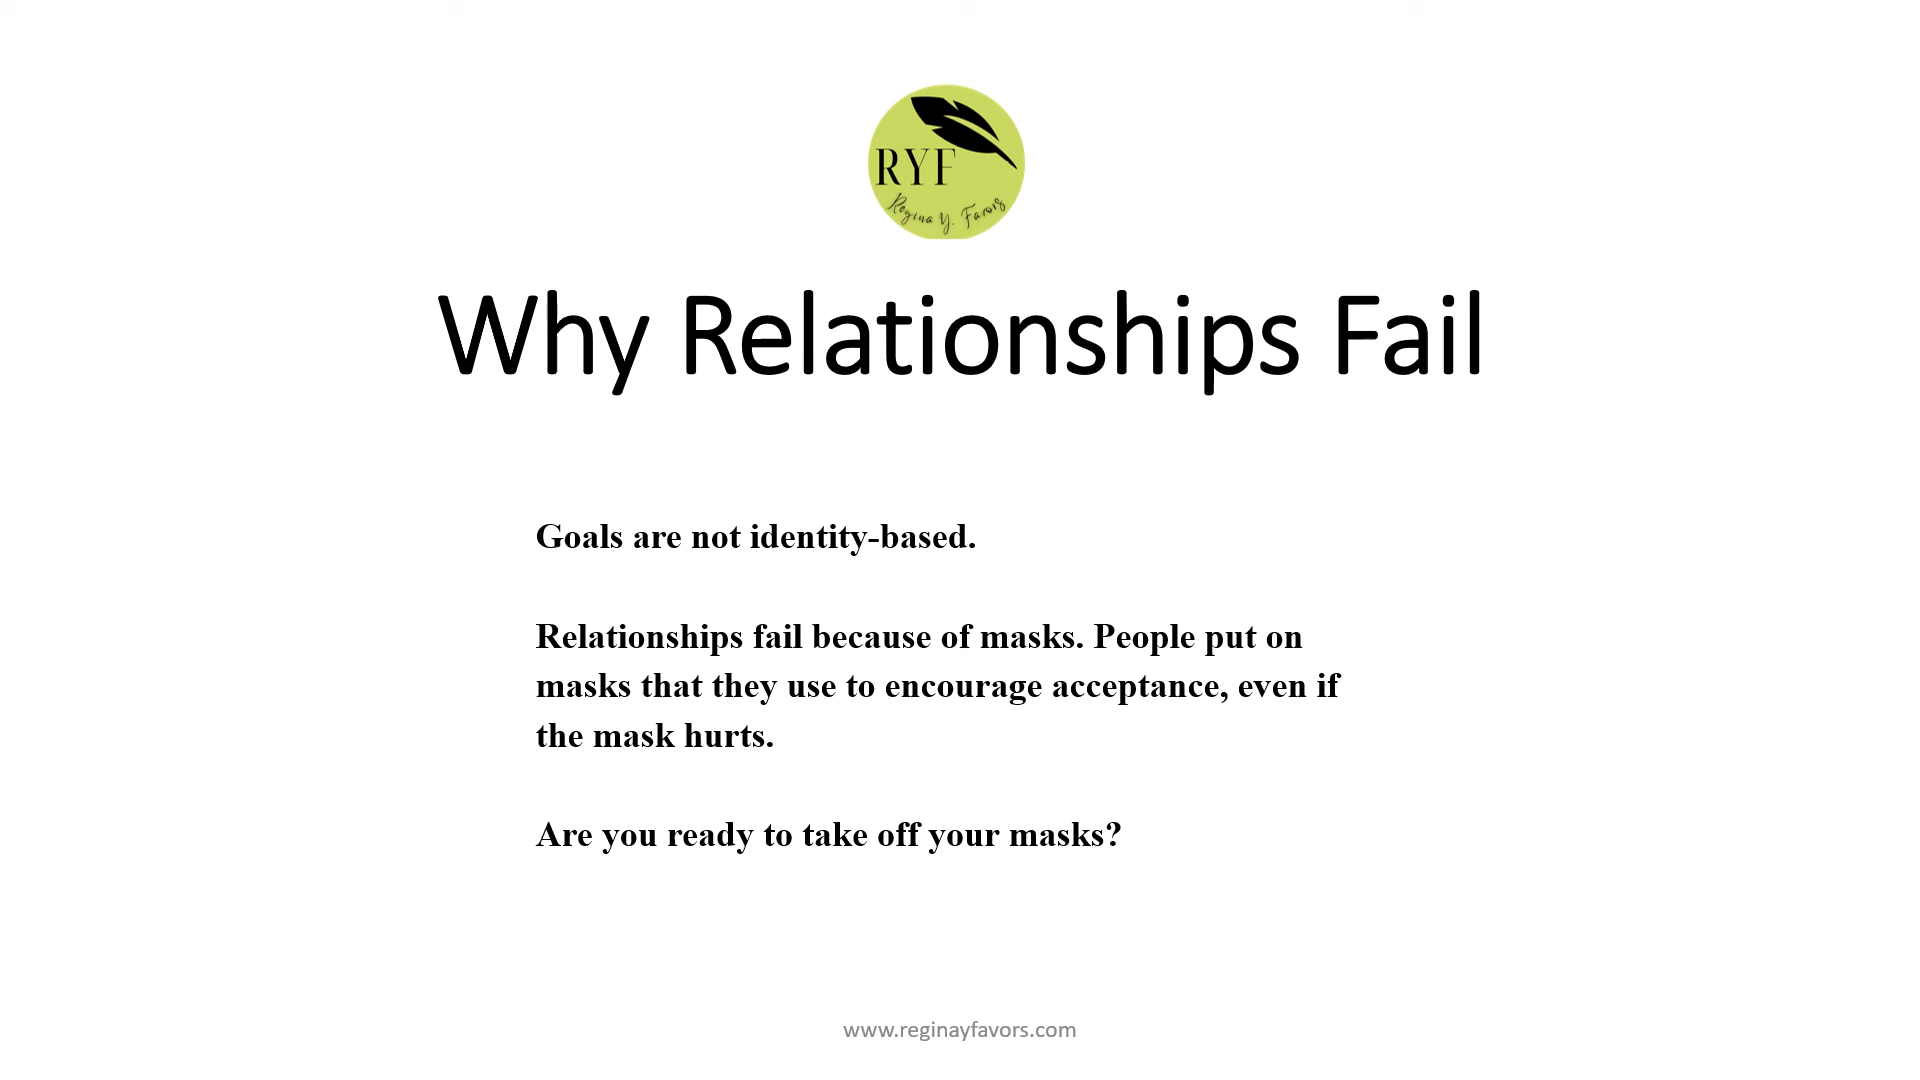 RYF
Regina Y. Favors
Why Relationships Fail
Goals are not identity-based.
Relationships fail because of masks. People put on
masks that they use to encourage acceptance, even if
the mask hurts.
Are you ready to take off your masks?
www.reginayfavors.com